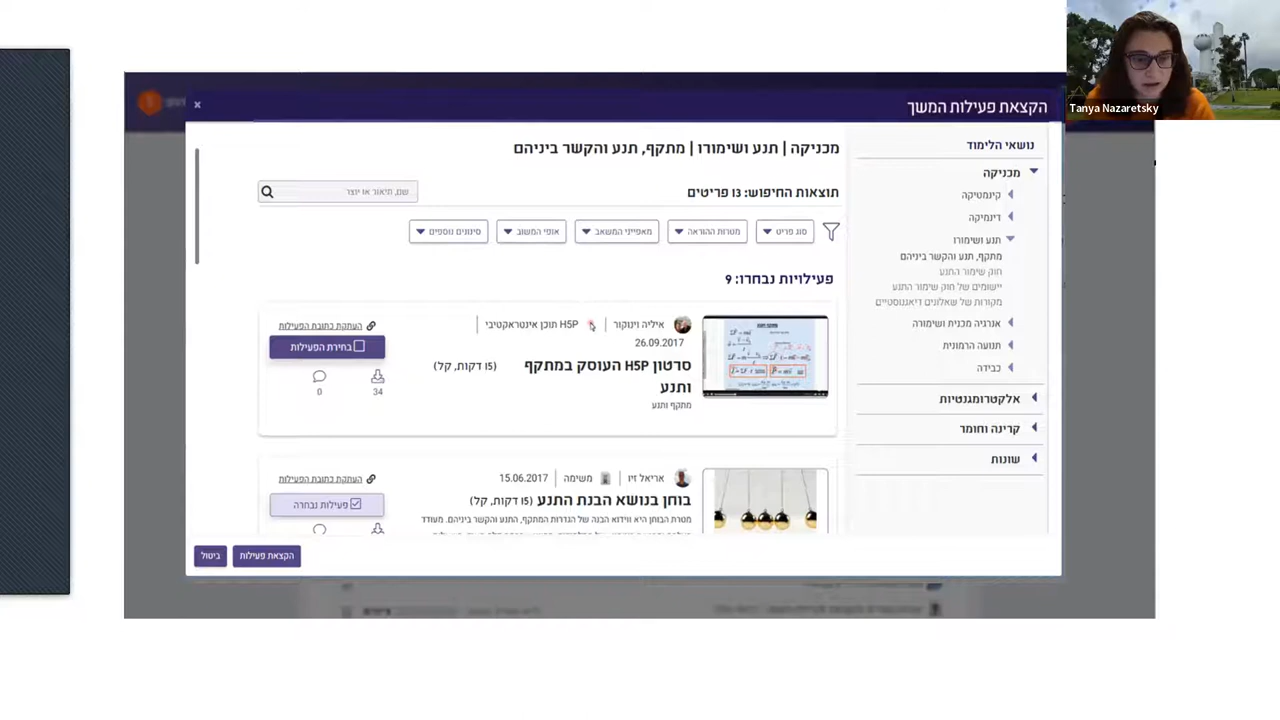 Tanya Nazaretsky
הקצאת פעילות המשך
נושאי הלימוד
מכניקה
קינמטיקה
דינמיקה
תנע ושימורו
מתקף, תנע והקשר ביניהם
חוק שימור התנע
יישומים של חוק שימור התנע
מקורות של שאלונים דיאגנוסטיים
אנרגיה מכנית ושימורה
תנועה הרמונית
כבידה
אלקטרומגנטיות
קרינה וחומר
שונות
מכניקה | תנע ושימורו | מתקף, תנע והקשר ביניהם
תוצאות החיפוש: 13 פריטים
שם, תיאור או יוצר
סוג פריט
מטרות ההוראה
מאפייני המשאב
אופי המשוב
סינונים נוספים
פעילויות נבחרו: 9
איליה וינוקור | H5P תוכן אינטראקטיבי |
26.09.2017
סרטון H5P העוסק במתקף ותנע (15 דקות, קל)
מתקף ותנע
העתקת כתובת הפעילות
בחירת הפעילות
34
0
אריאל זיו | משימה | 15.06.2017
בוחן בנושא הבנת התנע (15 דקות, קל)
מטרת הבוחן היא ווידוא הבנה של הגדרות המתקף, התנע והקשר ביניהם. מעודד
העתקת כתובת הפעילות
פעילות נבחרה
הקצאת פעילות
ביטול